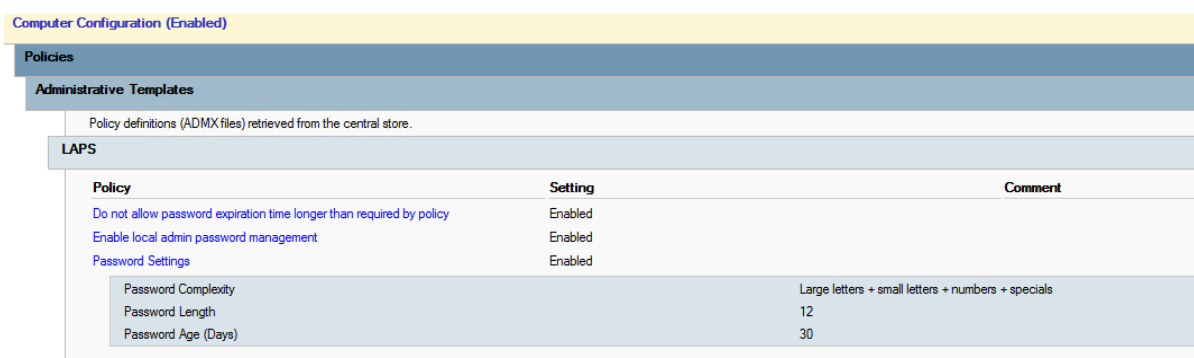 Computer Configuration (Enabled)
Policies
Administrative Templates
Policy definitions (ADMX files) retrieved from the central store.
LAPS
Policy Setting Comment
Do not allow password expiration time longer than required by policy Enabled
Enable local admin password management Enabled
Password Settings Enabled
Password Complexity Large letters + small letters + numbers + specials
Password Length 12
Password Age (Days) 30